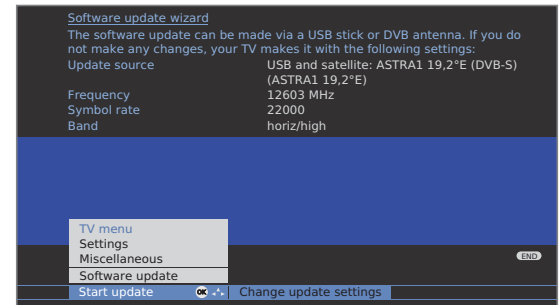 Software update wizard
The software update can be made via a USB stick or DVB antenna. If you do
not make any changes, your TV makes it with the following settings:
Update source USB and satellite: ASTRA1 19,2°E (DVB-S)
(ASTRA1 19,2°E)
Frequency 12603 MHz
Symbol rate 22000
Band horiz/high
TV menu
Settings
Miscellaneous
END
Software update
Start update OK Change update settings